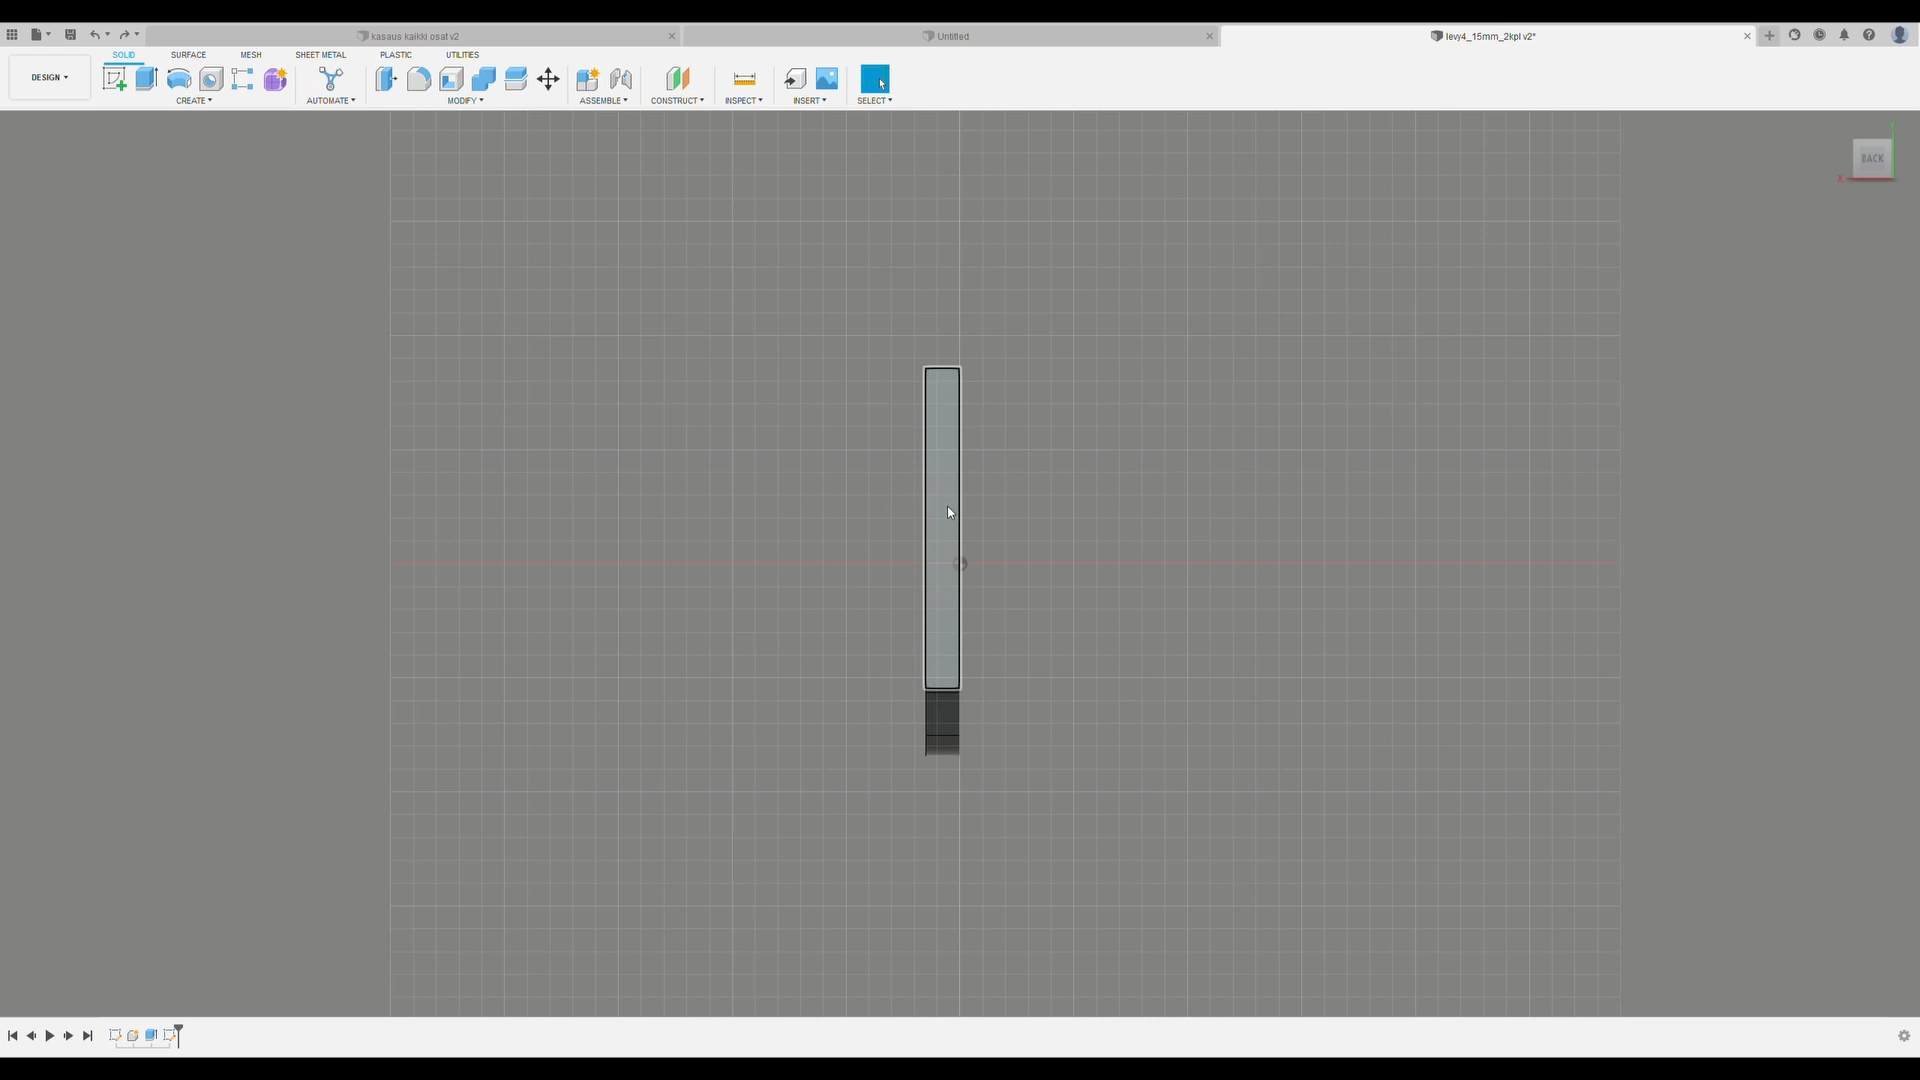 kasaus kaikki osat v2
Untitled
levy4_15mm_2kpl v2*
SOLID SURFACE MESH SHEET METAL PLASTIC UTILITIES
DESIGN
CREATE AUTOMATE MODIFY ASSEMBLE CONSTRUCT INSPECT INSERT SELECT
Y
BACK
X